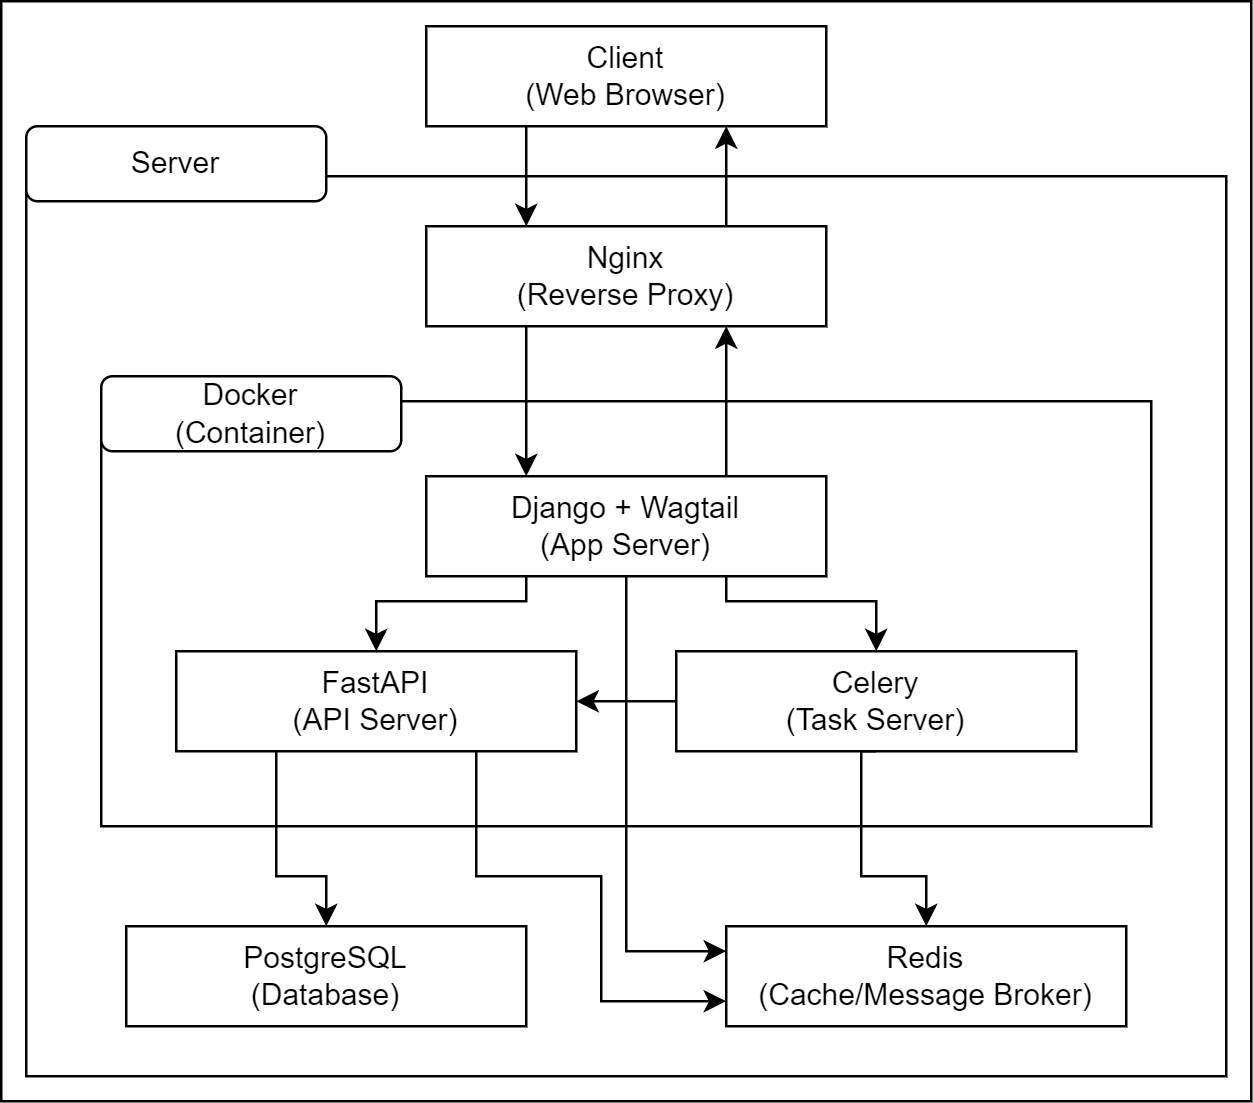 Client
(Web Browser)
Server
Nginx
(Reverse Proxy)
Docker
(Container)
Django + Wagtail
(App Server)
FastAPI
(API Server)
Celery
(Task Server)
PostgreSQL
(Database)
Redis
(Cache/Message Broker)